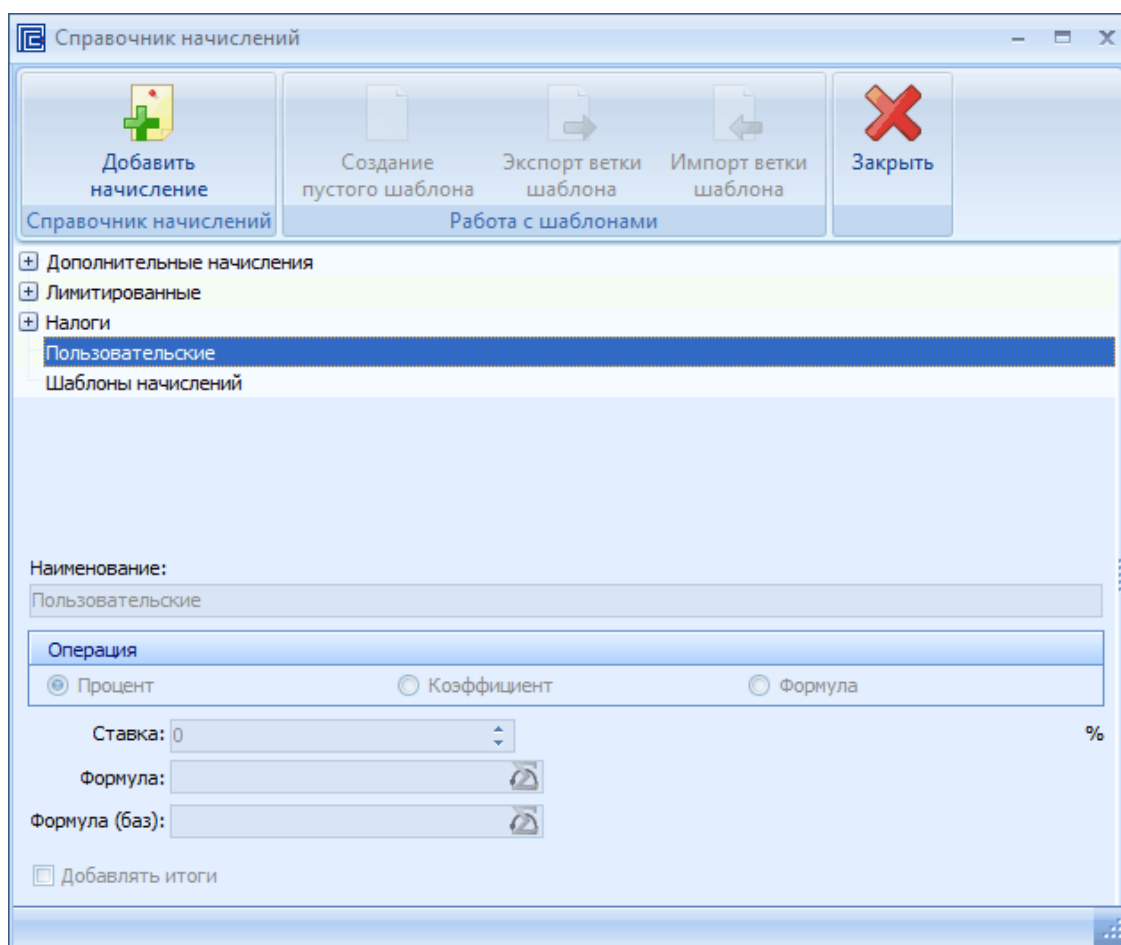 Справочник начислений
Добавить начисление
Создание пустого шаблона
Экспорт ветки шаблона
Импорт ветки шаблона
Закрыть
Справочник начислений
Работа с шаблонами
Дополнительные начисления
Лимитированные
Налоги
Пользовательские
Шаблоны начислений
Наименование:
Пользовательские
Операция
Процент Коэффициент Формула
Ставка: 0 %
Формула:
Формула (баз):
Добавлять итоги